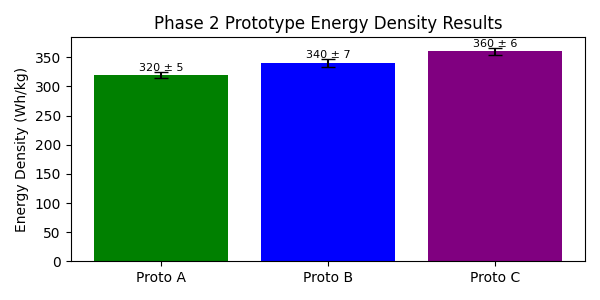 Phase 2 Prototype Energy Density Results
Energy Density (Wh/kg)
350
300
250
200
150
100
50
0
320 ± 5
340 ± 7
360 ± 6
Proto A
Proto B
Proto C